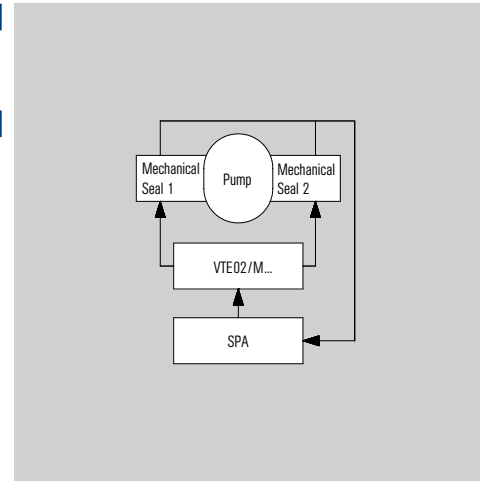 Mechanical
Seal 1
Pump
Mechanical
Seal 2
VTE02/M...
SPA